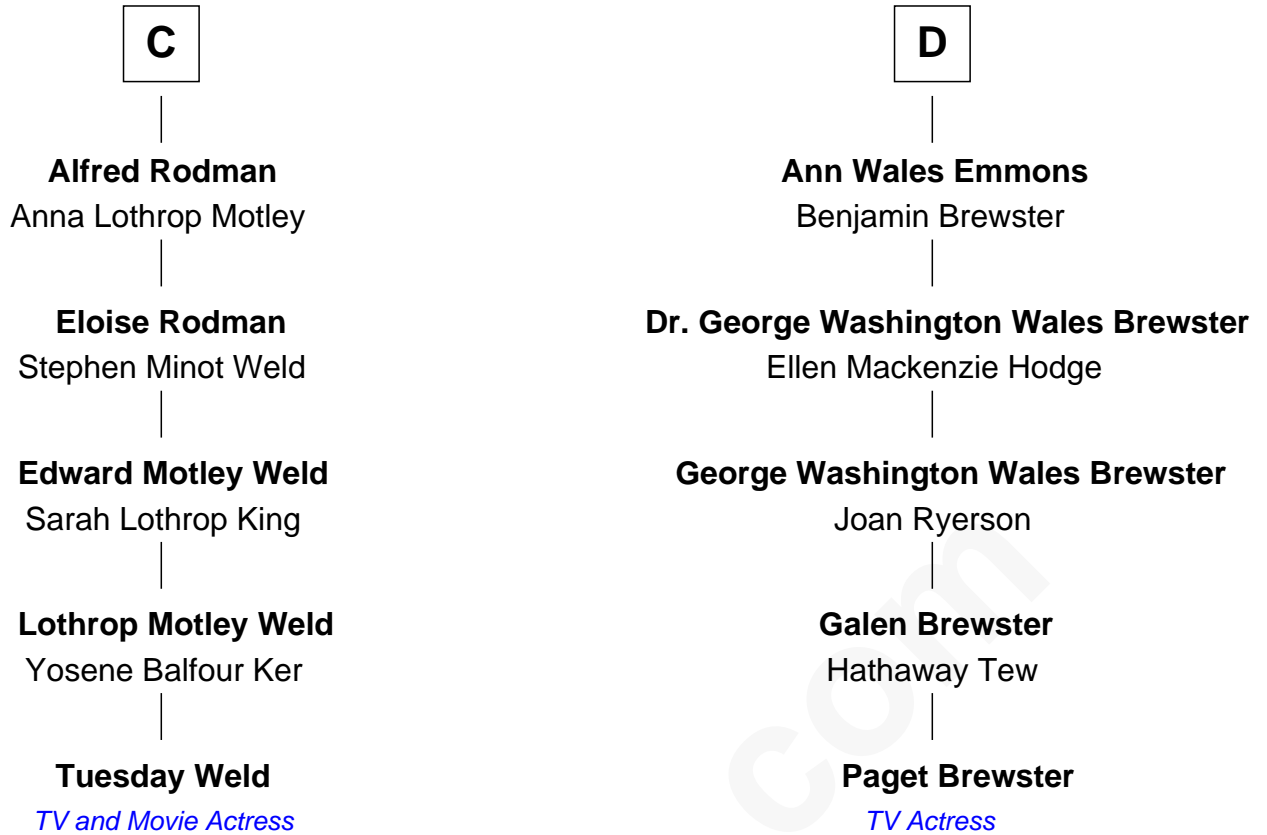 C
Alfred Rodman
Anna Lothrop Motley
Eloise Rodman
Stephen Minot Weld
Edward Motley Weld
Sarah Lothrop King
Lothrop Motley Weld
Yosene Balfour Ker
Tuesday Weld
TV and Movie Actress
D
Ann Wales Emmons
Benjamin Brewster
Dr. George Washington Wales Brewster
Ellen Mackenzie Hodge
George Washington Wales Brewster
Joan Ryerson
Galen Brewster
Hathaway Tew
Paget Brewster
TV Actress
com